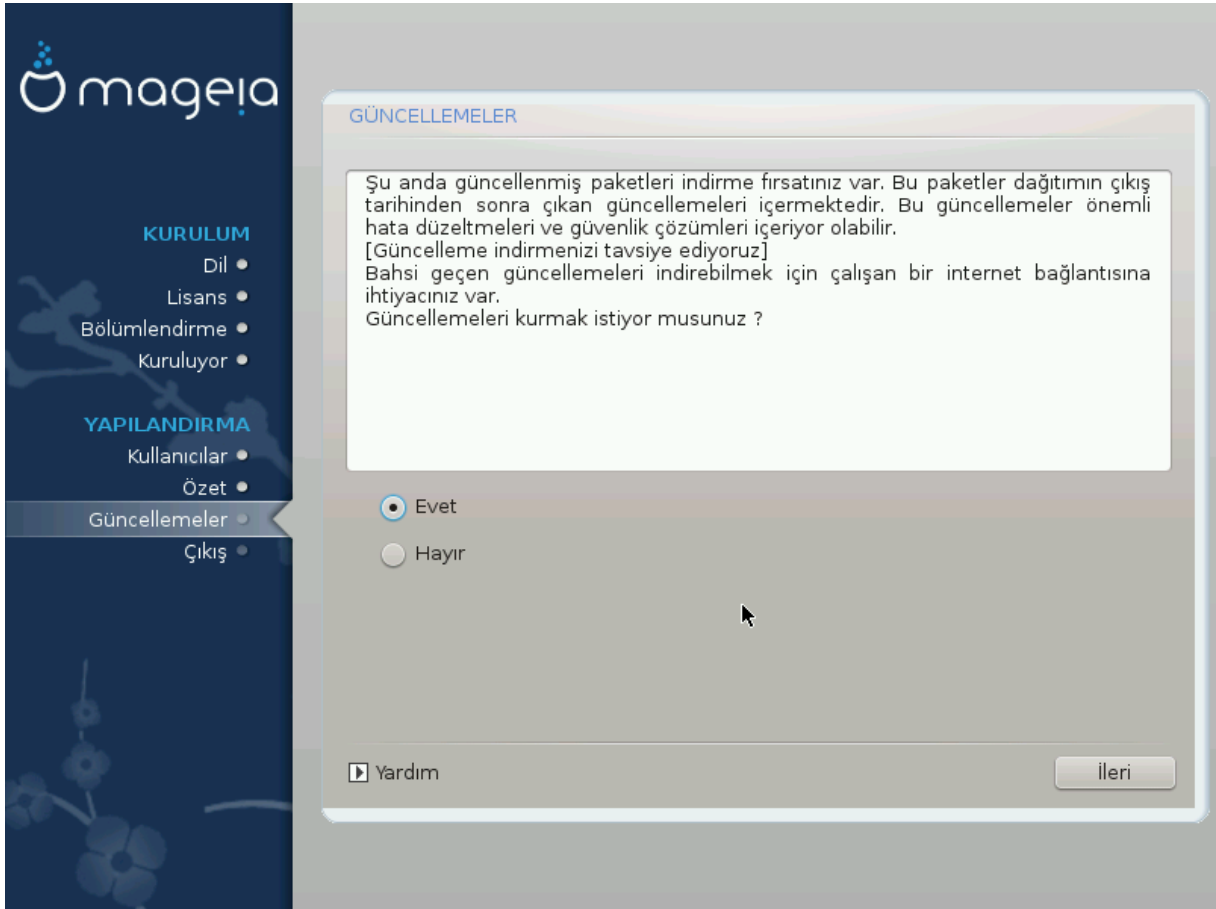 mageia
KURULUM
Dil
Lisans
Bölümlendirme
Kuruluyor
YAPILANDIRMA
Kullanıcılar
Özet
Güncellemeler
Çıkış
GÜNCELLEMELER
Şu anda güncellenmiş paketleri indirme fırsatınız var. Bu paketler dağıtımın çıkış
tarihinden sonra çıkan güncellemeleri içermektedir. Bu güncellemeler önemli
hata düzeltmeleri ve güvenlik çözümleri içeriyor olabilir.
[Güncelleme indirmenizi tavsiye ediyoruz]
Bahsi geçen güncellemeleri indirebilmek için çalışan bir internet bağlantısına
ihtiyacınız var.
Güncellemeleri kurmak istiyor musunuz ?
Evet
Hayır
Yardım
İleri